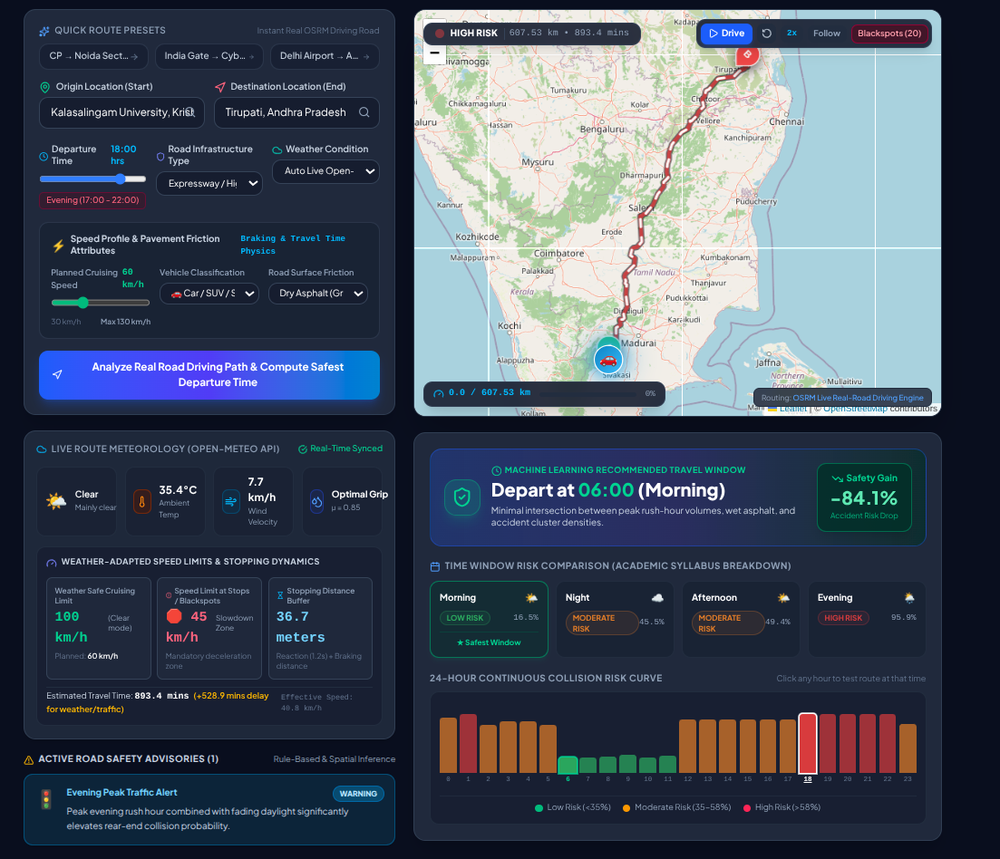 QUICK ROUTE PRESETS
Instant Real OSRM Driving Road
CP → Noida Sect... →
India Gate → Cyb... →
Delhi Airport → A... →
Origin Location (Start)
Destination Location (End)
Kalasalingam University, Kris
Tirupati, Andhra Pradesh
Departure Time
18:00 hrs
Road Infrastructure Type
Weather Condition
Expressway / Hig
Auto Live Open-
Evening (17:00 - 22:00)
Speed Profile & Pavement Friction Attributes
Braking & Travel Time Physics
Planned Cruising Speed
60 km/h
Vehicle Classification
Road Surface Friction
Car / SUV / S
Dry Asphalt (Gr
30 km/h
Max 130 km/h
Analyze Real Road Driving Path & Compute Safest
Departure Time
HIGH RISK
607.53 km • 893.4 mins
Drive
2x
Follow
Blackspots (20)
−
Tumakuru
Chikkamagaluru
Kolar
Hassan
Bengaluru
Chittoor
Vellore
Chennai
Kanchipuram
Mysuru
Dharmapuri
Kannur
Puducherry
Salem
Kozhikode
Erode
Malappuram
Coimbatore
Kumbakonam
Palakkad
Tamil Nadu
Thanjavur
Kerala
Pudukkottai
Dindigul
Karaikudi
Kochi
Madurai
Alappuzha
Sivakasi
Jaffna
Northern
Province
Mullaitivu
Kollam
0.0 / 607.53 km
0%
Routing: OSRM Live Real-Road Driving Engine
Leaflet | © OpenStreetMap contributors
LIVE ROUTE METEOROLOGY (OPEN-METEO API)
Real-Time Synced
Clear
Mainly clear
35.4°C
Ambient
Temp
7.7
km/h
Wind
Velocity
Optimal Grip
μ = 0.85
WEATHER-ADAPTED SPEED LIMITS & STOPPING DYNAMICS
Weather Safe Cruising
Limit
100 km/h
(Clear mode)
Planned: 60 km/h
Speed Limit at Stops
/ Blackspots
45 km/h
Slowdown Zone
Mandatory deceleration
zone
Stopping Distance
Buffer
36.7
meters
Reaction (1.2s) + Braking
distance
Estimated Travel Time: 893.4 mins (+528.9 mins delay
for weather/traffic)
Effective Speed:
40.8 km/h
ACTIVE ROAD SAFETY ADVISORIES (1)
Rule-Based & Spatial Inference
Evening Peak Traffic Alert
WARNING
Peak evening rush hour combined with fading daylight significantly
elevates rear-end collision probability.
MACHINE LEARNING RECOMMENDED TRAVEL WINDOW
Depart at 06:00 (Morning)
Minimal intersection between peak rush-hour volumes, wet asphalt, and
accident cluster densities.
Safety Gain
-84.1%
Accident Risk Drop
TIME WINDOW RISK COMPARISON (ACADEMIC SYLLABUS BREAKDOWN)
Morning
LOW RISK
16.5%
★ Safest Window
Night
MODERATE RISK
45.5%
Afternoon
MODERATE RISK
49.4%
Evening
HIGH RISK
95.9%
24-HOUR CONTINUOUS COLLISION RISK CURVE
Click any hour to test route at that time
0 1 2 3 4 5 6 7 8 9 10 11 12 13 14 15 16 17 18 19 20 21 22 23
Low Risk (<35%)
Moderate Risk (35-58%)
High Risk (>58%)